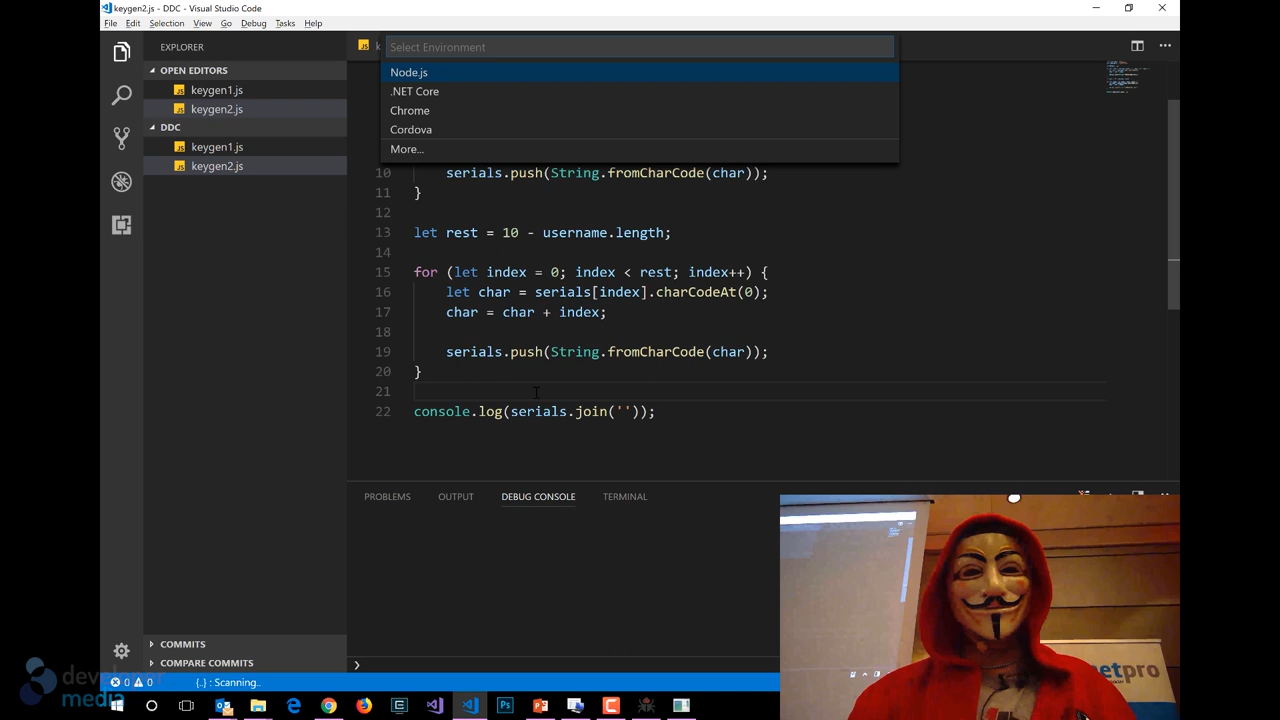 keygen2.js - DDC - Visual Studio Code
File Edit Selection View Go Debug Tasks Help
EXPLORER
OPEN EDITORS
keygen1.js
keygen2.js
DDC
keygen1.js
keygen2.js
COMMITS
COMPARE COMMITS
JS k
Select Environment
Node.js
.NET Core
Chrome
Cordova
More...
10 serials.push(String.fromCharCode(char));
11 }
12
13 let rest = 10 - username.length;
14
15 for (let index = 0; index < rest; index++) {
16 let char = serials[index].charCodeAt(0);
17 char = char + index;
18
19 serials.push(String.fromCharCode(char));
20 }
21
22 console.log(serials.join(''));
PROBLEMS OUTPUT DEBUG CONSOLE TERMINAL
developer
media
0 0 {..} : Scanning..
netpro